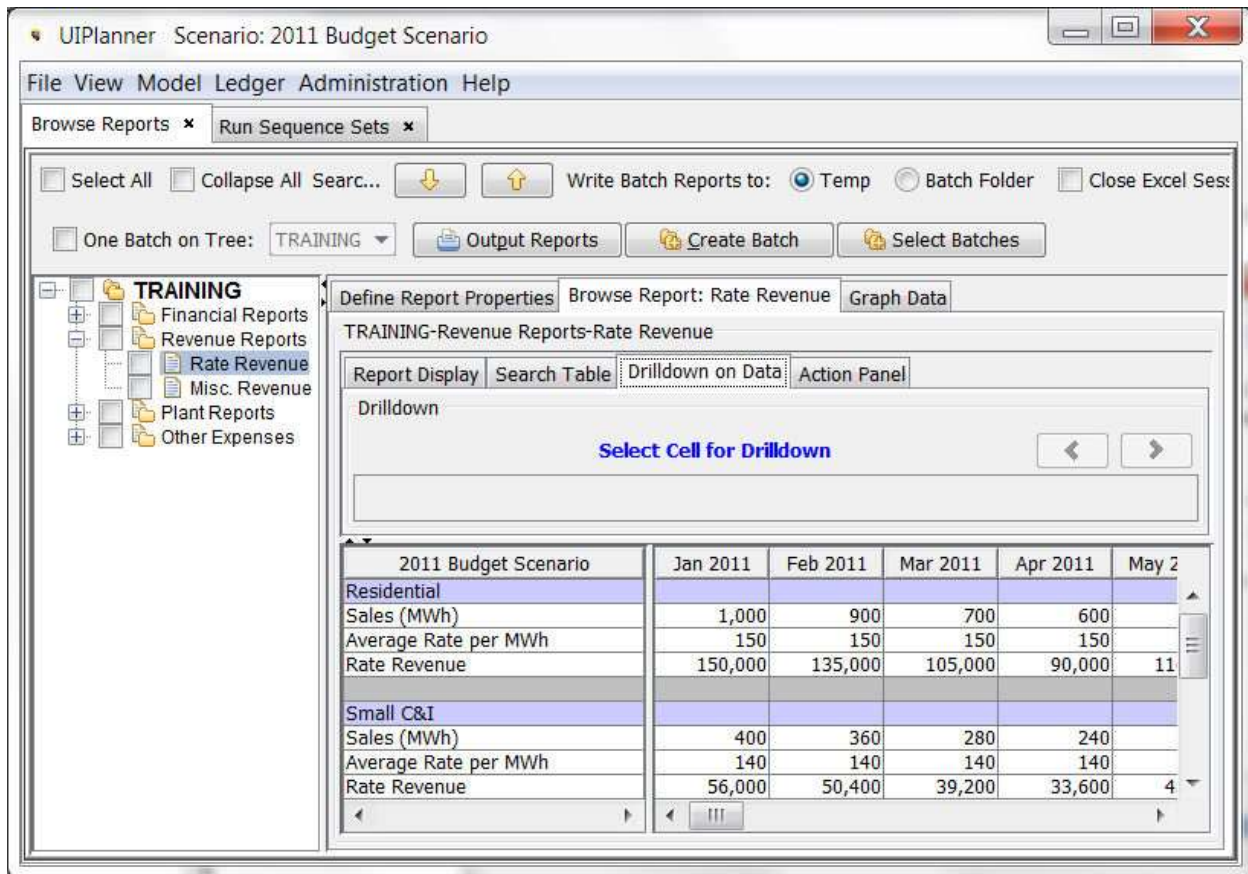 UIPlanner Scenario: 2011 Budget Scenario
File View Model Ledger Administration Help
Browse Reports × Run Sequence Sets ×
Select All Collapse All Searc... Write Batch Reports to: Temp Batch Folder Close Excel Sess
One Batch on Tree: TRAINING Output Reports Create Batch Select Batches
TRAINING
Financial Reports
Revenue Reports
Rate Revenue
Misc. Revenue
Plant Reports
Other Expenses
Define Report Properties Browse Report: Rate Revenue Graph Data
TRAINING-Revenue Reports-Rate Revenue
Report Display Search Table Drilldown on Data Action Panel
Drilldown
Select Cell for Drilldown
2011 Budget Scenario Jan 2011 Feb 2011 Mar 2011 Apr 2011 May 2
Residential
Sales (MWh) 1,000 900 700 600
Average Rate per MWh 150 150 150 150
Rate Revenue 150,000 135,000 105,000 90,000 11
Small C&I
Sales (MWh) 400 360 280 240
Average Rate per MWh 140 140 140 140
Rate Revenue 56,000 50,400 39,200 33,600 4